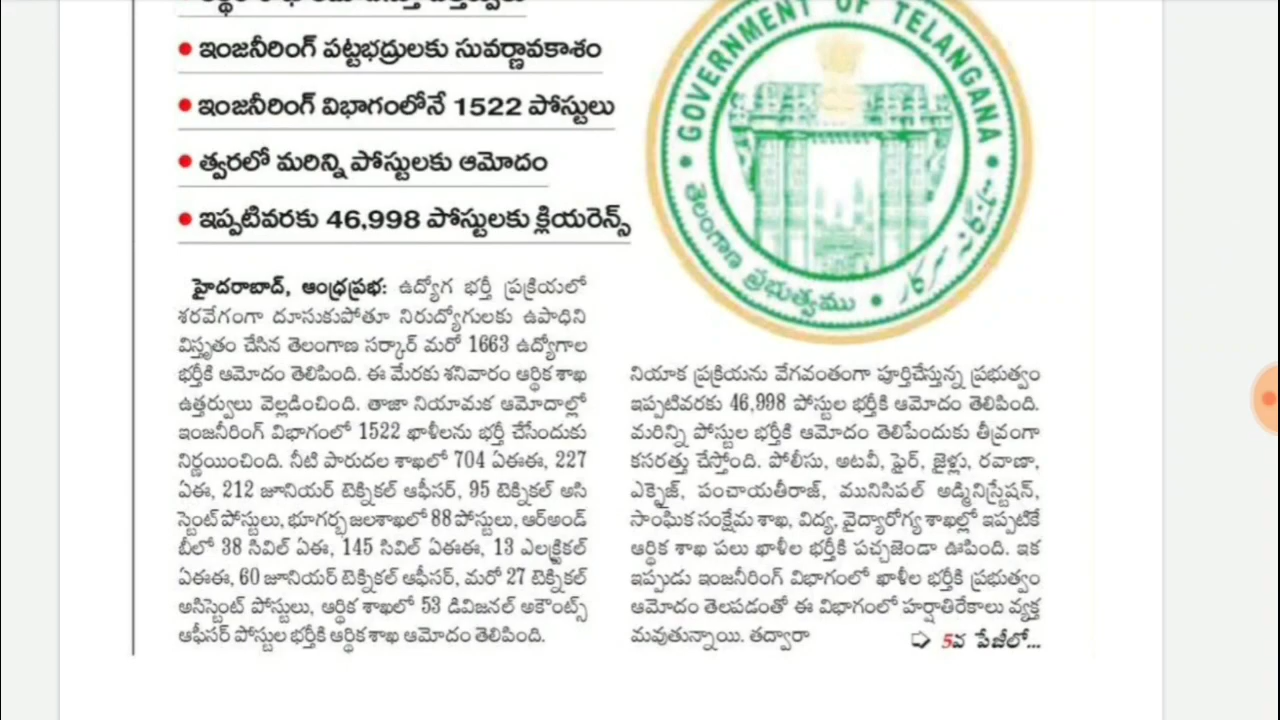 • ఇంజనీరింగ్ పట్టభద్రులకు సువర్ణావకాశం
• ఇంజనీరింగ్ విభాగంలోనే 1522 పోస్టులు
• త్వరలో మరిన్ని పోస్టులకు ఆమోదం
• ఇప్పటివరకు 46,998 పోస్టులకు క్లియరెన్స్
GOVERNMENT OF TELANGANA
తెలంగాణ ప్రభుత్వము
హైదరాబాద్, ఆంధ్రప్రభ: ఉద్యోగ భర్తీ ప్రక్రియలో
శరవేగంగా దూసుకుపోతూ నిరుద్యోగులకు ఉపాధిని
విస్తృతం చేసిన తెలంగాణ సర్కార్ మరో 1663 ఉద్యోగాల
భర్తీకి ఆమోదం తెలిపింది. ఈ మేరకు శనివారం ఆర్థిక శాఖ
ఉత్తర్వులు వెల్లడించింది. తాజా నియామక ఆమోదాల్లో
ఇంజనీరింగ్ విభాగంలో 1522 ఖాళీలను భర్తీ చేసేందుకు
నిర్ణయించింది. నీటి పారుదల శాఖలో 704 ఏఈఈ, 227
ఏఈ, 212 జూనియర్ టెక్నికల్ ఆఫీసర్, 95 టెక్నికల్ అసి
స్టెంట్ పోస్టులు, భూగర్భ జలశాఖలో 88 పోస్టులు, ఆర్అండ్
బీలో 38 సివిల్ ఏఈ, 145 సివిల్ ఏఈఈ, 13 ఎలక్ట్రికల్
ఏఈఈ, 60 జూనియర్ టెక్నికల్ ఆఫీసర్, మరో 27 టెక్నికల్
అసిస్టెంట్ పోస్టులు, ఆర్థిక శాఖలో 53 డివిజనల్ అకౌంట్స్
ఆఫీసర్ పోస్టుల భర్తీకి ఆర్థిక శాఖ ఆమోదం తెలిపింది.
నియాక ప్రక్రియను వేగవంతంగా పూర్తిచేస్తున్న ప్రభుత్వం
ఇప్పటివరకు 46,998 పోస్టుల భర్తీకి ఆమోదం తెలిపింది.
మరిన్ని పోస్టుల భర్తీకి ఆమోదం తెలిపేందుకు తీవ్రంగా
కసరత్తు చేస్తోంది. పోలీసు, అటవీ, ఫైర్, జైళ్లు, రవాణా,
ఎక్సైజ్, పంచాయతీరాజ్, మునిసిపల్ అడ్మినిస్ట్రేషన్,
సాంఘిక సంక్షేమ శాఖ, విద్య, వైద్యారోగ్య శాఖల్లో ఇప్పటికే
ఆర్థిక శాఖ పలు ఖాళీల భర్తీకి పచ్చజెండా ఊపింది. ఇక
ఇప్పుడు ఇంజనీరింగ్ విభాగంలో ఖాళీల భర్తీకి ప్రభుత్వం
ఆమోదం తెలపడంతో ఈ విభాగంలో హర్షాతిరేకాలు వ్యక్త
మవుతున్నాయి. తద్వారా
➩ 5వ పేజీలో...